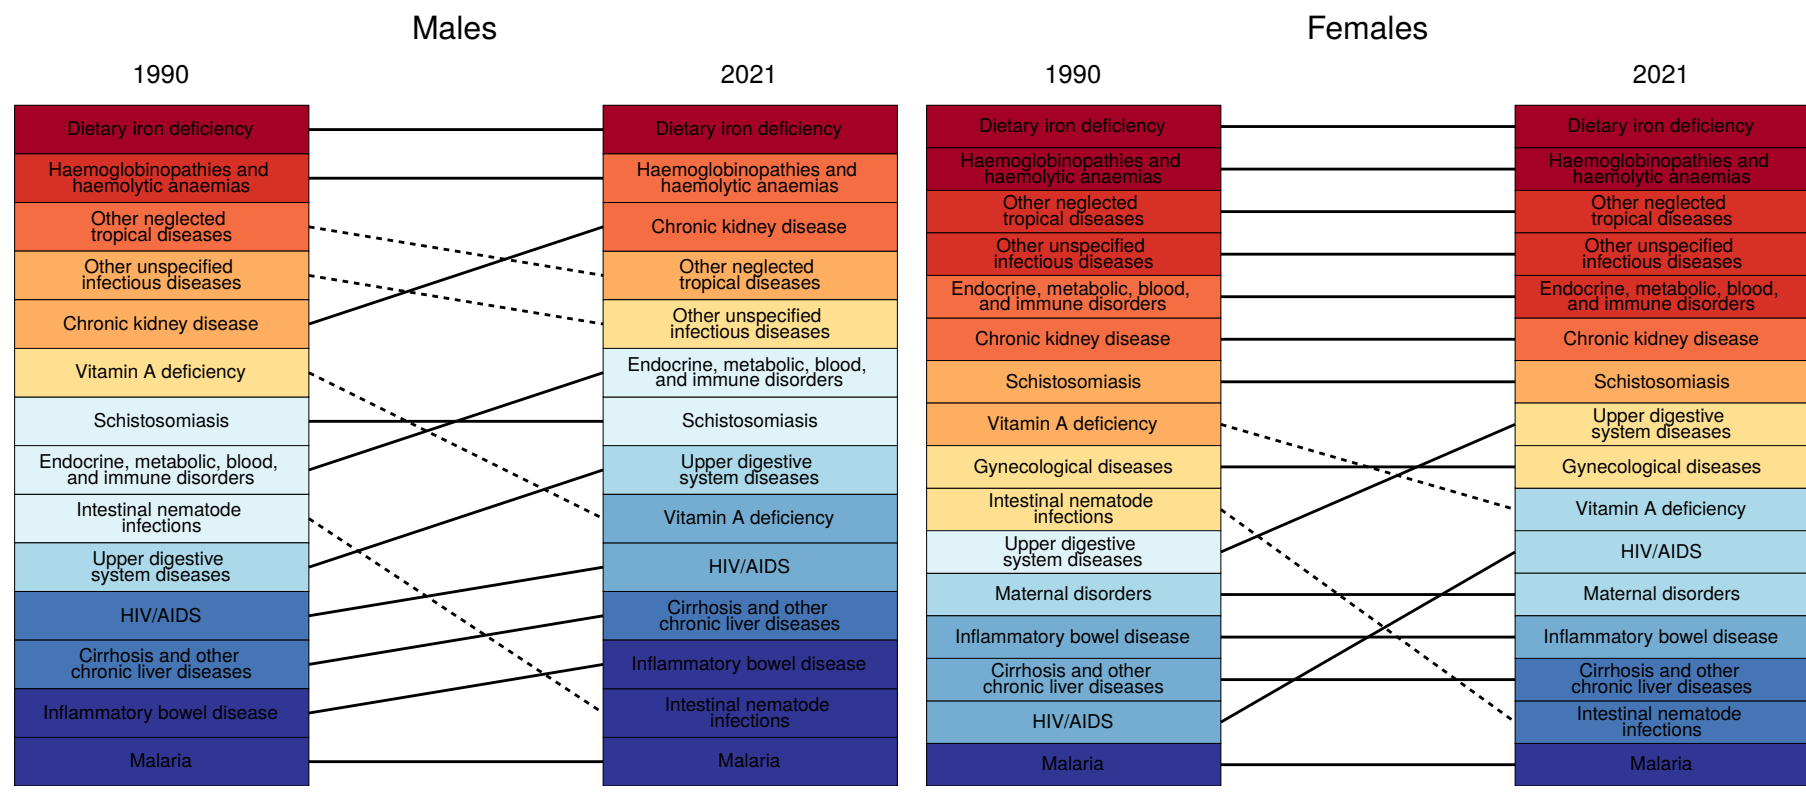 Males
1990
2021
Dietary iron deficiency
Haemoglobinopathies and
haemolytic anaemias
Other neglected
tropical diseases
Other unspecified
infectious diseases
Chronic kidney disease
Vitamin A deficiency
Schistosomiasis
Endocrine, metabolic, blood,
and immune disorders
Intestinal nematode
infections
Upper digestive
system diseases
HIV/AIDS
Cirrhosis and other
chronic liver diseases
Inflammatory bowel disease
Malaria
Dietary iron deficiency
Haemoglobinopathies and
haemolytic anaemias
Chronic kidney disease
Other neglected
tropical diseases
Other unspecified
infectious diseases
Endocrine, metabolic, blood,
and immune disorders
Schistosomiasis
Upper digestive
system diseases
Vitamin A deficiency
HIV/AIDS
Cirrhosis and other
chronic liver diseases
Inflammatory bowel disease
Intestinal nematode
infections
Malaria
Females
1990
2021
Dietary iron deficiency
Haemoglobinopathies and
haemolytic anaemias
Other neglected
tropical diseases
Other unspecified
infectious diseases
Endocrine, metabolic, blood,
and immune disorders
Chronic kidney disease
Schistosomiasis
Vitamin A deficiency
Gynecological diseases
Intestinal nematode
infections
Upper digestive
system diseases
Maternal disorders
Inflammatory bowel disease
Cirrhosis and other
chronic liver diseases
HIV/AIDS
Malaria
Dietary iron deficiency
Haemoglobinopathies and
haemolytic anaemias
Other neglected
tropical diseases
Other unspecified
infectious diseases
Endocrine, metabolic, blood,
and immune disorders
Chronic kidney disease
Schistosomiasis
Upper digestive
system diseases
Gynecological diseases
Vitamin A deficiency
HIV/AIDS
Maternal disorders
Inflammatory bowel disease
Cirrhosis and other
chronic liver diseases
Intestinal nematode
infections
Malaria